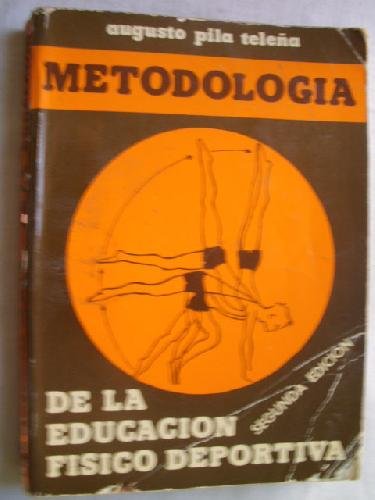 augusto pila teleña
METODOLOGIA
DE LA
EDUCACION
FISICO DEPORTIVA
SEGUNDA EDICION